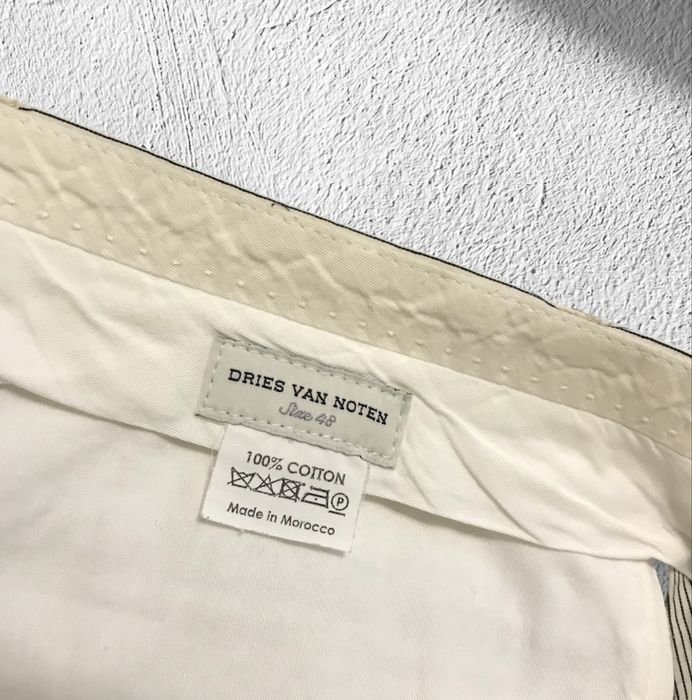 DRIES VAN NOTEN
Size 48
100% COTTON
P
Made in Morocco